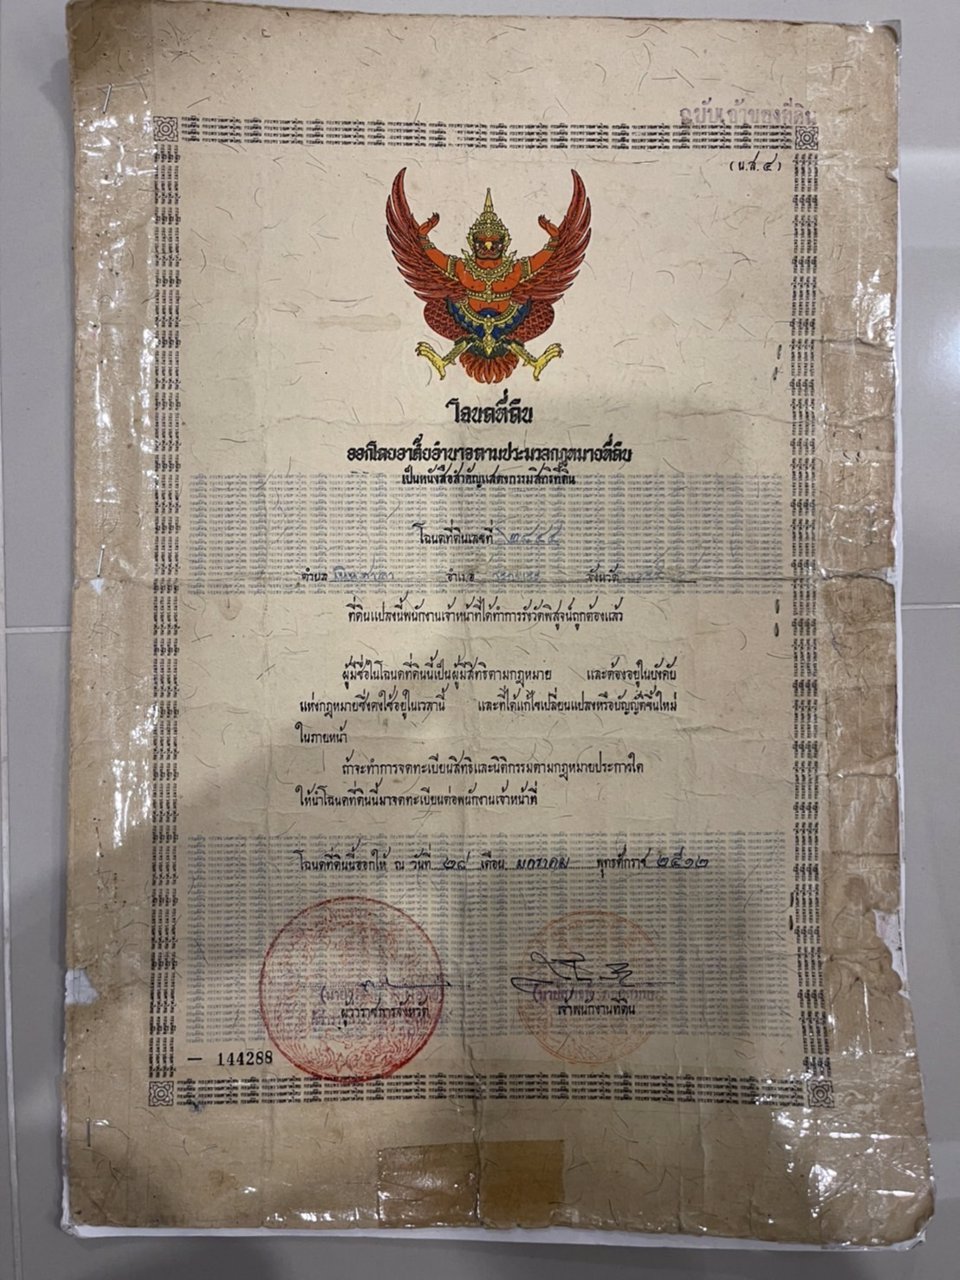 ฉบับเจ้าของที่ดิน
(น.ส.๔)
โฉนดที่ดิน
ออกโดยอาศัยอำนาจตามประมวลกฎหมายที่ดิน
เป็นหนังสือสำคัญแสดงกรรมสิทธิ์ที่ดิน
โฉนดที่ดินเลขที่
ตำบล อำเภอ จังหวัด
ที่ดินแปลงนี้พนักงานเจ้าหน้าที่ได้ทำการรังวัดพิสูจน์ถูกต้องแล้ว
ผู้มีชื่อในโฉนดที่ดินนี้เป็นผู้มีสิทธิตามกฎหมาย และต้องอยู่ในบังคับ
แห่งกฎหมายซึ่งคงใช้อยู่ในเวลานี้ และที่ได้แก้ไขเปลี่ยนแปลงหรือบัญญัติขึ้นใหม่
ในภายหน้า
ถ้าจะทำการจดทะเบียนสิทธิและนิติกรรมตามกฎหมายประการใด
ให้นำโฉนดที่ดินนี้มาจดทะเบียนต่อพนักงานเจ้าหน้าที่
โฉนดที่ดินนี้ออกให้ ณ วันที่ ๒๘ เดือน มกราคม พุทธศักราช ๒๕๑๒
ผู้ว่าราชการจังหวัด เจ้าพนักงานที่ดิน
— 144288